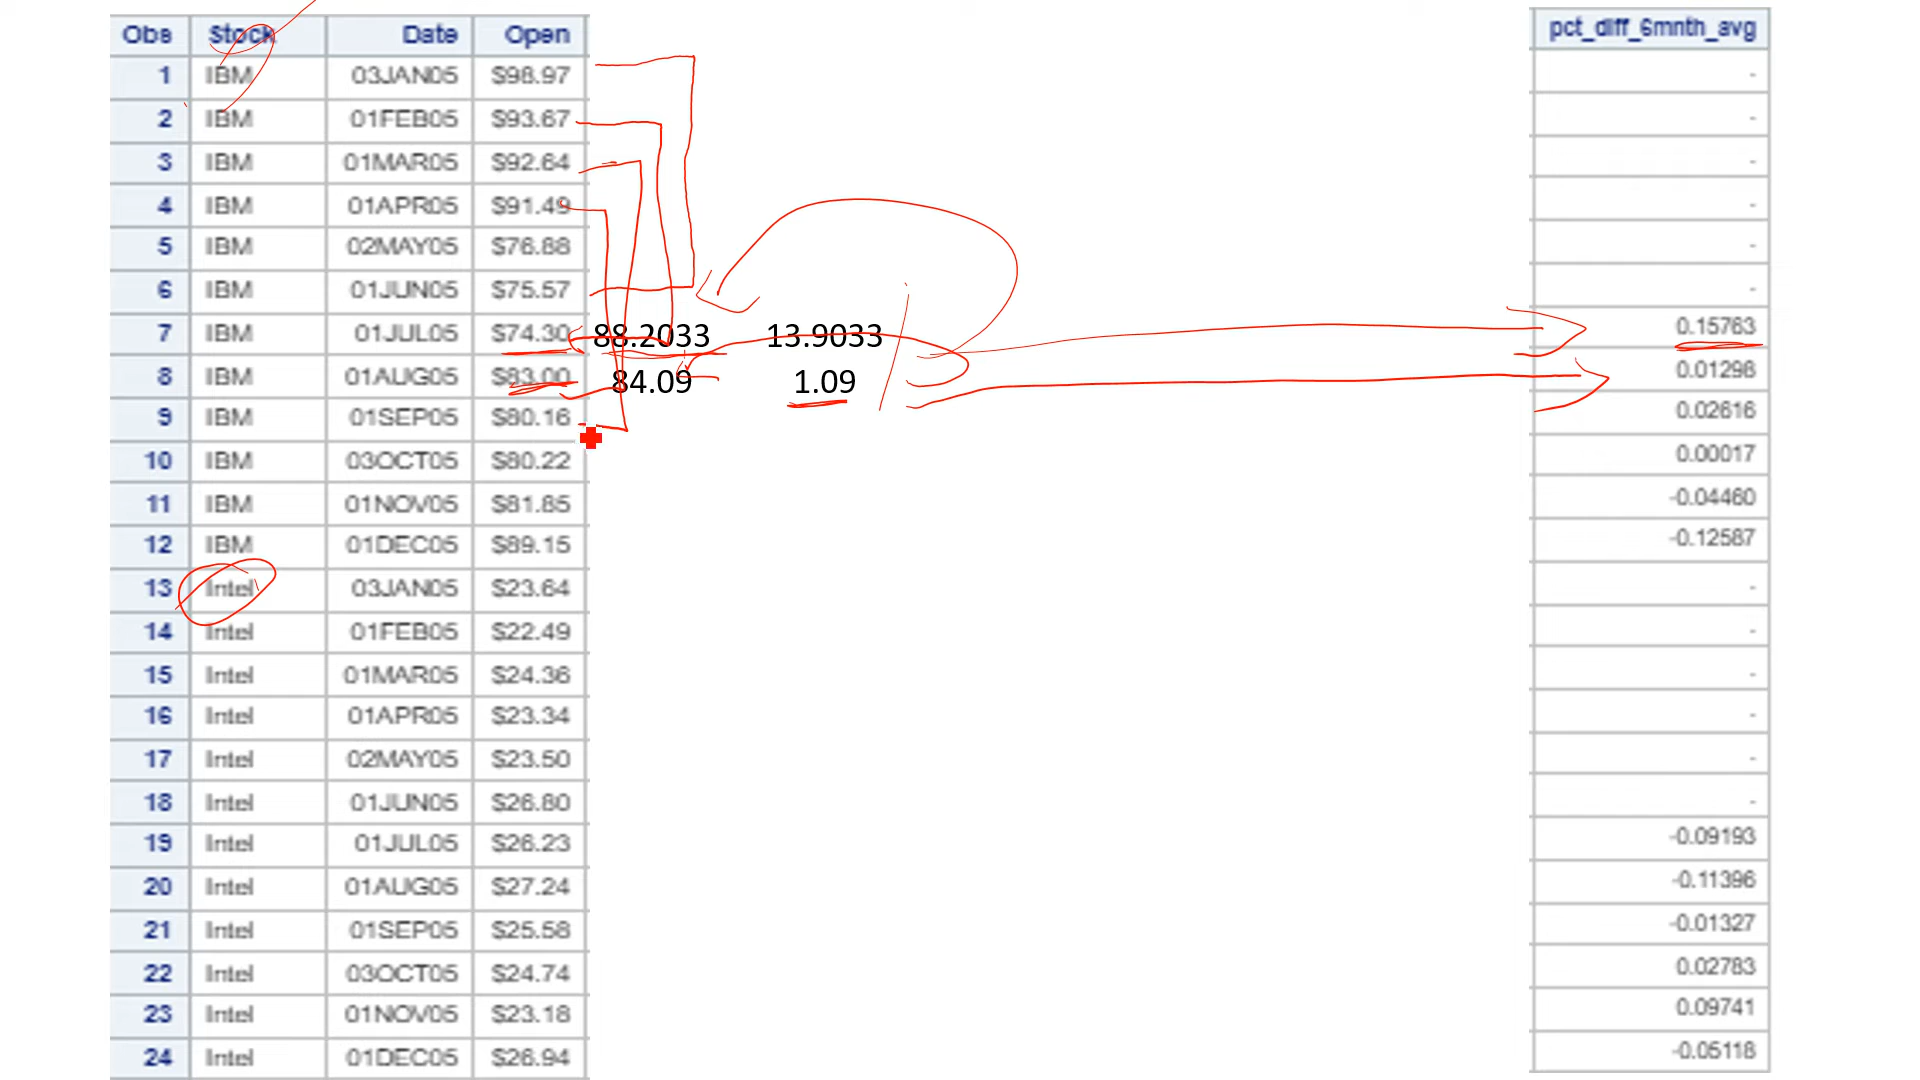 Obs Stock Date Open pct_diff_6mnth_avg
1 IBM 03JAN05 $98.97 -
2 IBM 01FEB05 $93.67 -
3 IBM 01MAR05 $92.64 -
4 IBM 01APR05 $91.49 -
5 IBM 02MAY05 $76.88 -
6 IBM 01JUN05 $75.57 -
7 IBM 01JUL05 $74.30 88.2033 13.9033 0.15763
8 IBM 01AUG05 $83.00 84.09 1.09 0.01296
9 IBM 01SEP05 $80.16 0.02616
10 IBM 03OCT05 $80.22 0.00017
11 IBM 01NOV05 $81.85 -0.04460
12 IBM 01DEC05 $89.15 -0.12587
13 Intel 03JAN05 $23.64 -
14 Intel 01FEB05 $22.49 -
15 Intel 01MAR05 $24.36 -
16 Intel 01APR05 $23.34 -
17 Intel 02MAY05 $23.50 -
18 Intel 01JUN05 $26.80 -
19 Intel 01JUL05 $26.23 -0.09193
20 Intel 01AUG05 $27.24 -0.11396
21 Intel 01SEP05 $25.58 -0.01327
22 Intel 03OCT05 $24.74 0.02783
23 Intel 01NOV05 $23.18 0.09741
24 Intel 01DEC05 $26.94 -0.05118